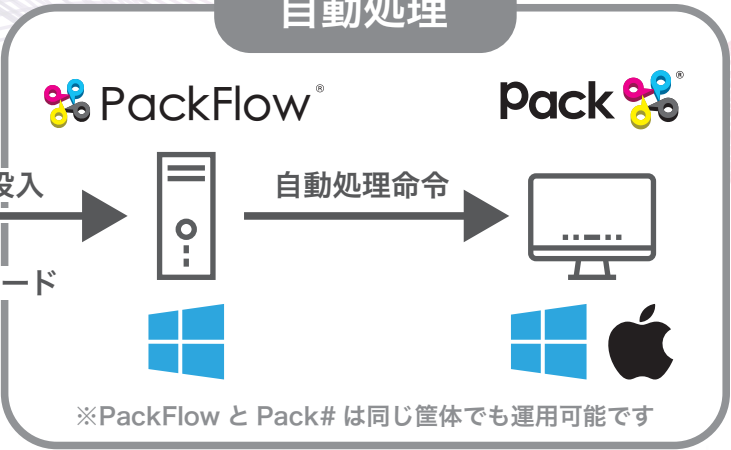 自動処理
PackFlow®
Pack ®
投入
自動処理命令
ード
※PackFlow と Pack# は同じ筐体でも運用可能です